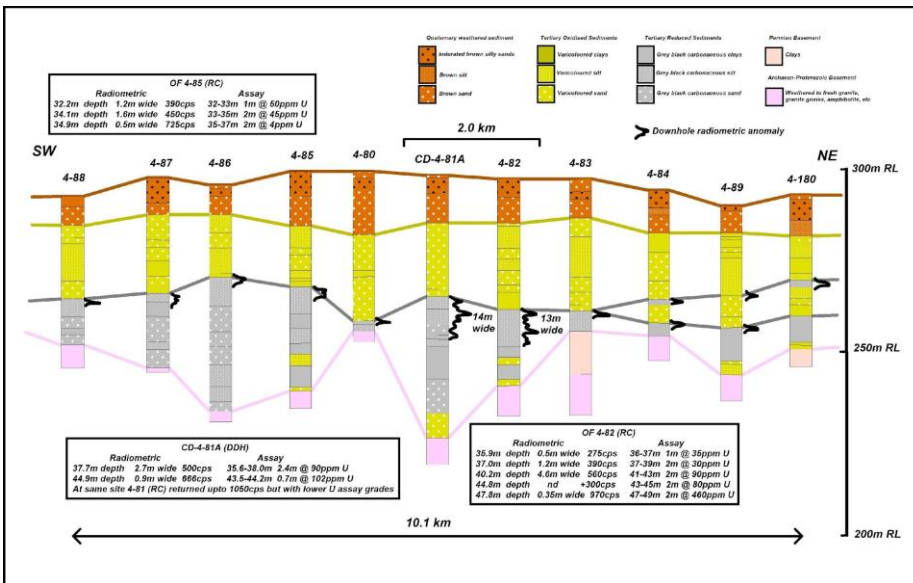 Quaternary weathered sediment
Indurated brown silty sands
Brown silt
Brown sand
Tertiary Oxidised Sediments
Varicoloured clays
Varicoloured silt
Varicoloured sand
Tertiary Reduced Sediments
Grey black carbonaceous clays
Grey black carbonaceous silt
Grey black carbonaceous sand
Permian Basement
Clays
Archaean-Proterozoic Basement
Weathered to fresh granite,
granite gneiss, amphibolite, etc
Downhole radiometric anomaly
OF 4-85 (RC)
Radiometric Assay
32.2m depth 1.2m wide 390cps 32-33m 1m @ 50ppm U
34.1m depth 1.6m wide 450cps 33-35m 2m @ 45ppm U
34.9m depth 0.5m wide 725cps 35-37m 2m @ 4ppm U
2.0 km
SW
NE
4-88 4-87 4-86 4-85 4-80 CD-4-81A 4-82 4-83 4-84 4-89 4-180
300m RL
14m
wide
13m
wide
250m RL
CD-4-81A (DDH)
Radiometric Assay
37.7m depth 2.7m wide 500cps 35.6-38.0m 2.4m @ 90ppm U
44.9m depth 0.9m wide 666cps 43.5-44.2m 0.7m @ 102ppm U
At same site 4-81 (RC) returned upto 1050cps but with lower U assay grades
OF 4-82 (RC)
Radiometric Assay
35.9m depth 0.5m wide 275cps 36-37m 1m @ 35ppm U
37.0m depth 1.2m wide 390cps 37-39m 2m @ 30ppm U
40.2m depth 4.6m wide 560cps 41-43m 2m @ 90ppm U
44.8m depth nd +300cps 43-45m 2m @ 80ppm U
47.8m depth 0.35m wide 970cps 47-49m 2m @ 460ppm U
10.1 km
200m RL